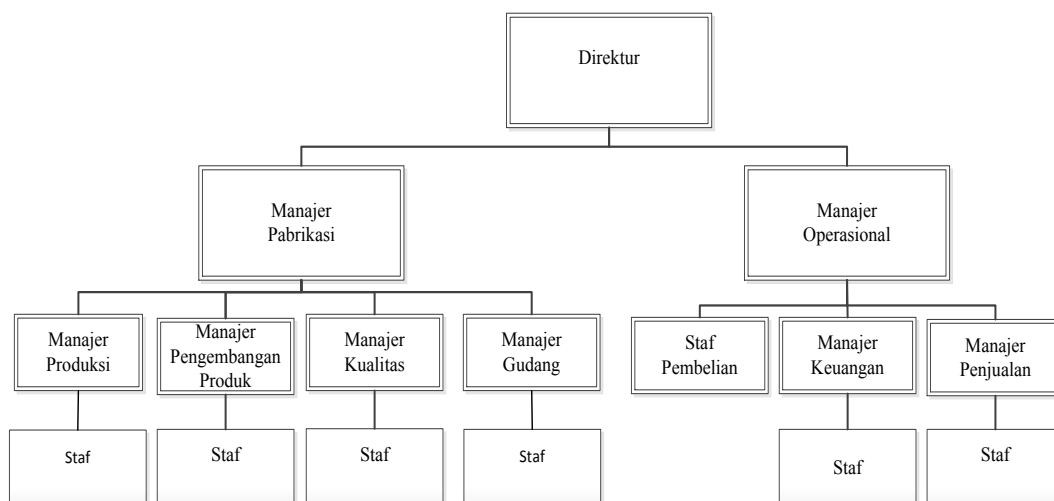 Direktur
Manajer
Pabrikasi
Manajer
Operasional
Manajer
Produksi
Manajer
Pengembangan
Produk
Manajer
Kualitas
Manajer
Gudang
Staf
Pembelian
Manajer
Keuangan
Manajer
Penjualan
Staf
Staf
Staf
Staf
Staf
Staf